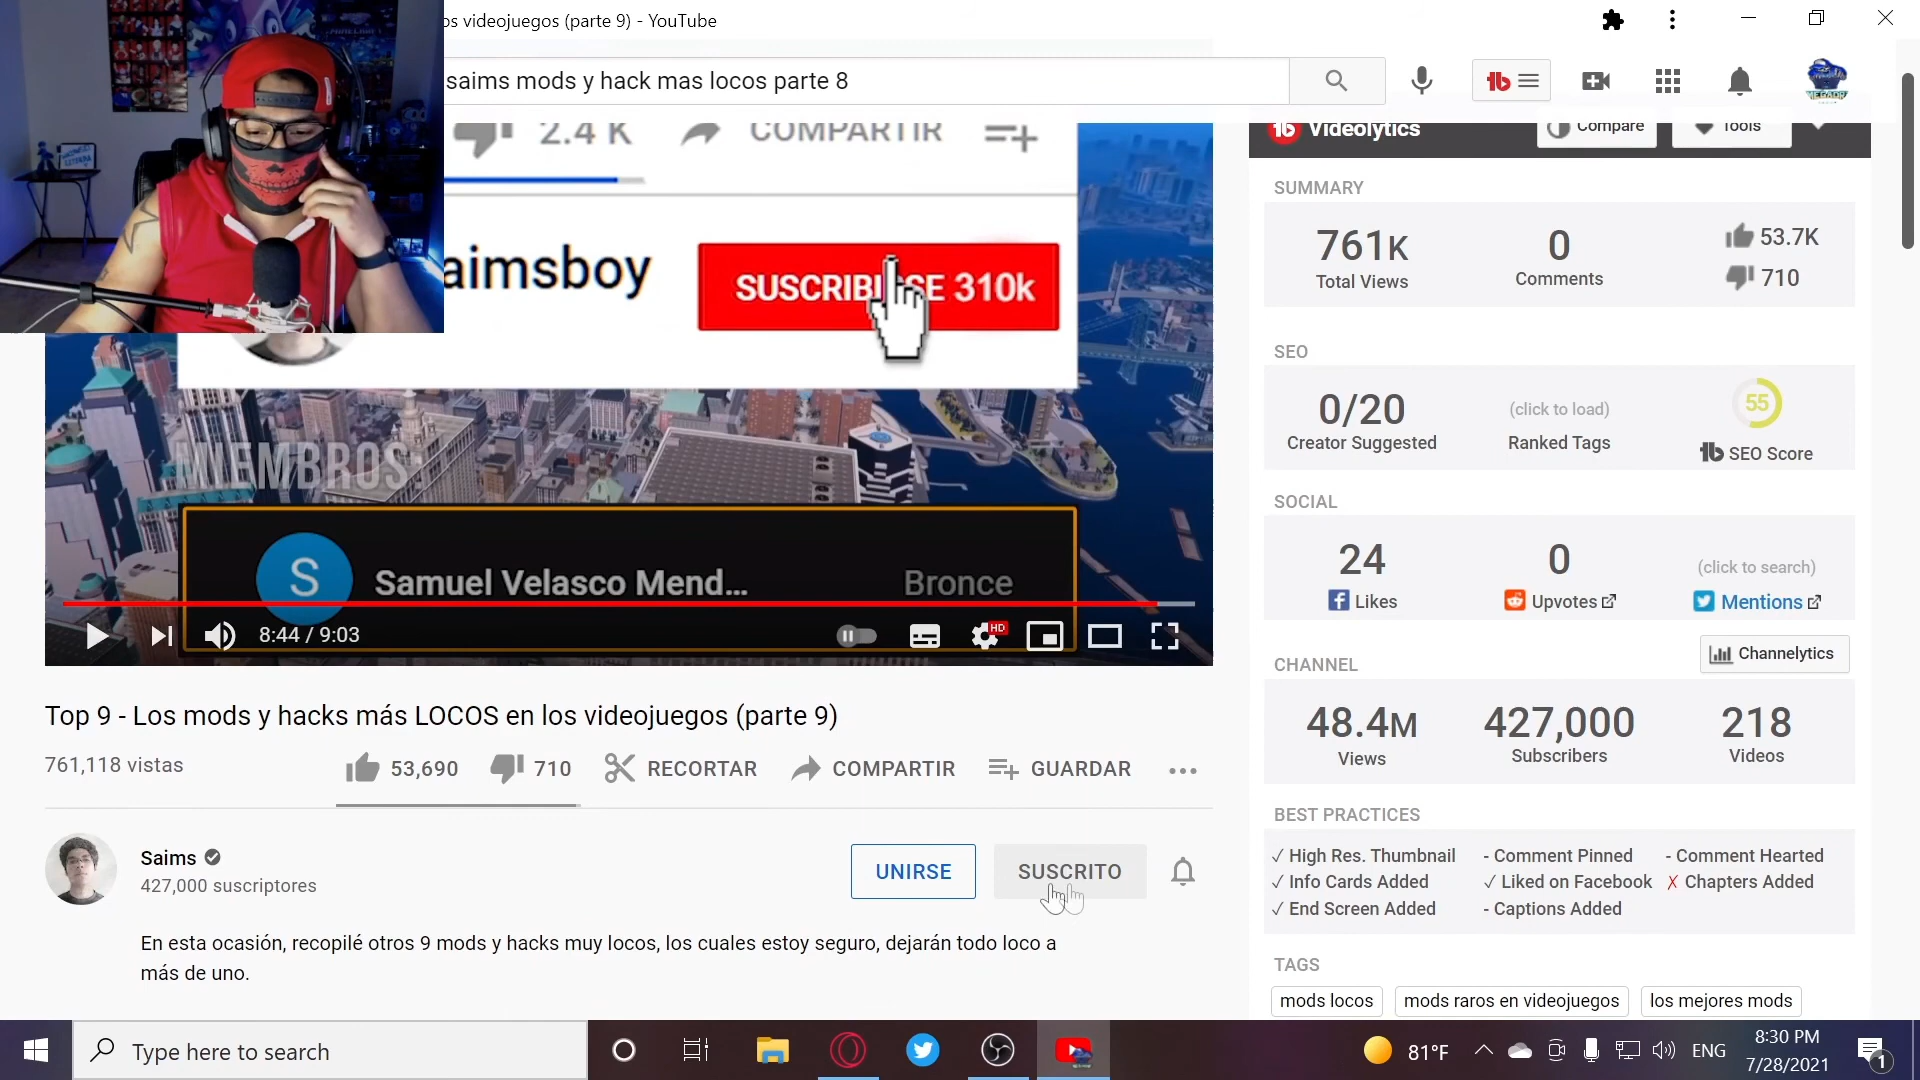 os videojuegos (parte 9) - YouTube
saims mods y hack mas locos parte 8
2.4 K COMPARTIR
aimsboy
SUSCRIBIRSE 310k
MIEMBROS:
S Samuel Velasco Mend... Bronce
8:44 / 9:03
HD
Top 9 - Los mods y hacks más LOCOS en los videojuegos (parte 9)
761,118 vistas
53,690 710 RECORTAR COMPARTIR GUARDAR
Saims
427,000 suscriptores
UNIRSE SUSCRITO
En esta ocasión, recopilé otros 9 mods y hacks muy locos, los cuales estoy seguro, dejarán todo loco a
más de uno.
Videolytics Compare Tools
SUMMARY
761K 0 53.7K
Total Views Comments 710
SEO
0/20 (click to load) 55
Creator Suggested Ranked Tags SEO Score
SOCIAL
24 0 (click to search)
Likes Upvotes Mentions
CHANNEL Channelytics
48.4M 427,000 218
Views Subscribers Videos
BEST PRACTICES
✓ High Res. Thumbnail - Comment Pinned - Comment Hearted
✓ Info Cards Added ✓ Liked on Facebook ✗ Chapters Added
✓ End Screen Added - Captions Added
TAGS
mods locos mods raros en videojuegos los mejores mods
Type here to search
81°F ENG
8:30 PM
7/28/2021
1